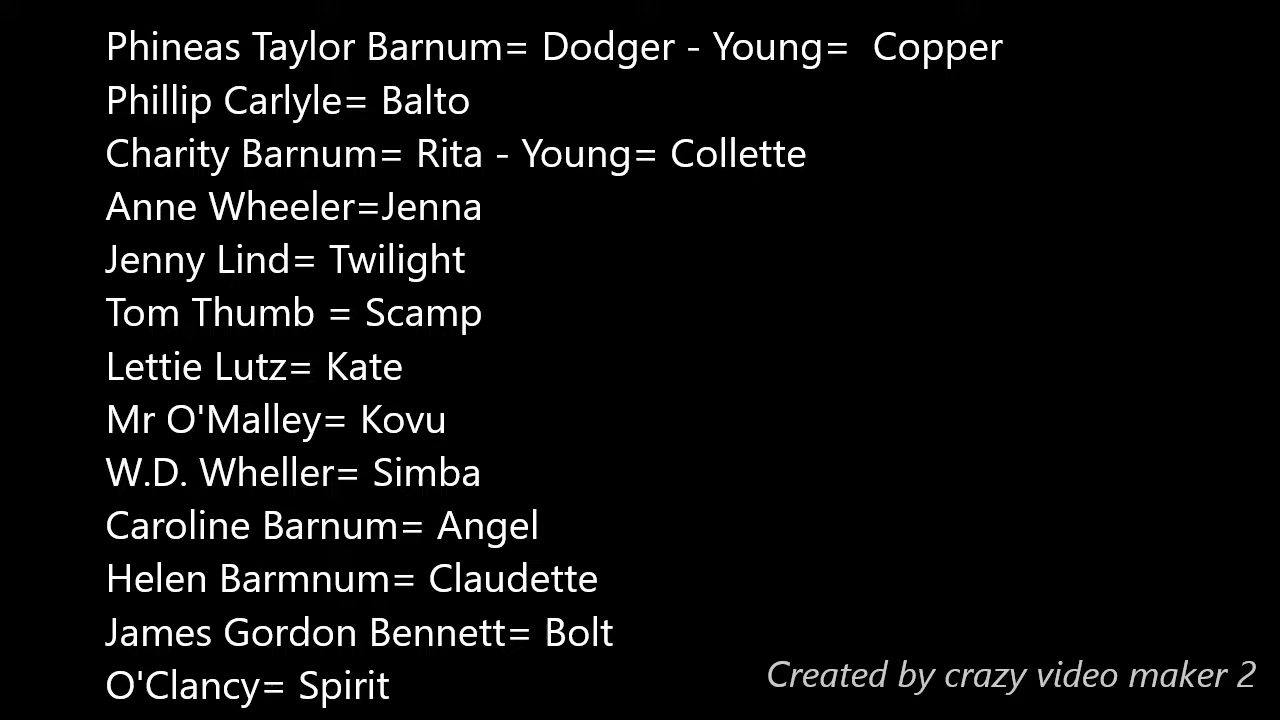 Phineas Taylor Barnum= Dodger - Young=  Copper
Phillip Carlyle= Balto
Charity Barnum= Rita - Young= Collette
Anne Wheeler=Jenna
Jenny Lind= Twilight
Tom Thumb = Scamp
Lettie Lutz= Kate
Mr O'Malley= Kovu
W.D. Wheller= Simba
Caroline Barnum= Angel
Helen Barmnum= Claudette
James Gordon Bennett= Bolt
O'Clancy= Spirit
Created by crazy video maker 2